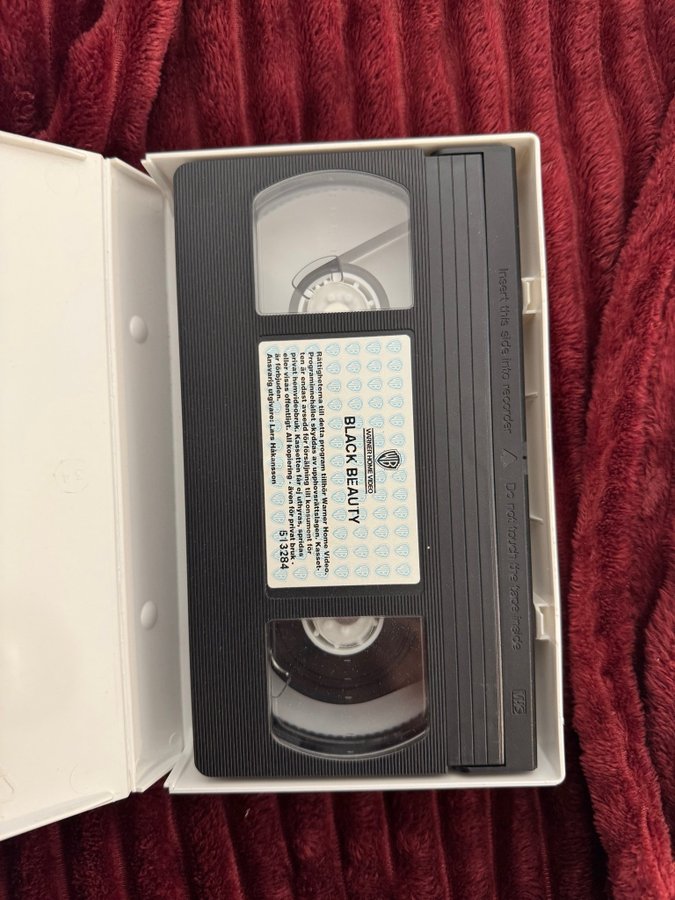 WB
WARNER HOME VIDEO
BLACK BEAUTY
Rättigheterna till detta program tillhör Warner Home Video.
Programinnehållet skyddas av upphovsrättslagen. Kasset-
ten är endast avsedd för försäljning till konsument för
privat hemvideobruk. Kassetten får ej uthyras, spridas
eller visas offentligt. All kopiering - även för privat bruk -
är förbjuden.
Ansvarig utgivare: Lars Håkansson
513284
Insert this side into recorder
Do not touch the tape inside
VHS